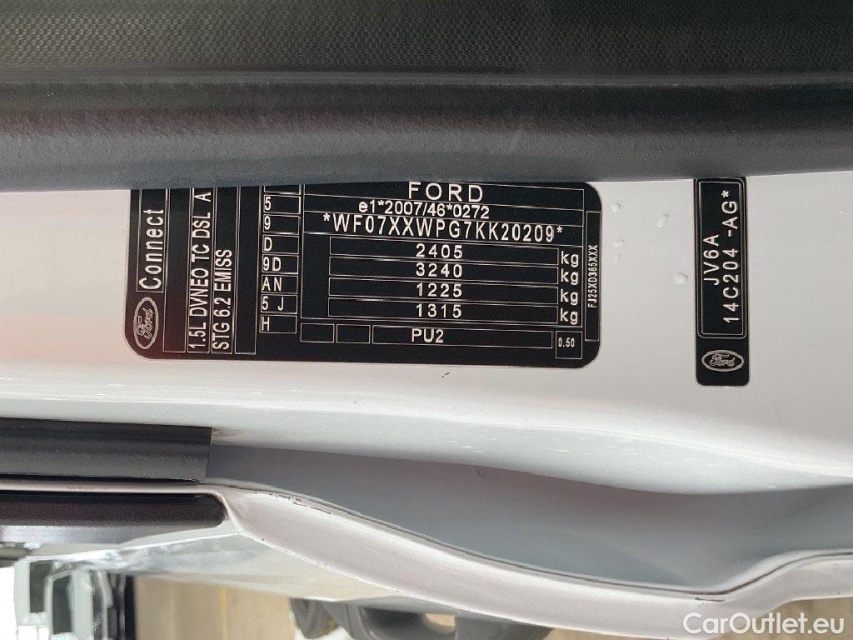 FORD
e1*2007/46*0272
*WF07XXWPG7KK20209*
2405 kg
3240 kg
1225 kg
1315 kg
PU2
0.50
FJ25XD365XXX
5
9
D
9D
AN
5 J
H
Connect
1.5L DVNEO TC DSL A
STG 6.2 EMISS
Ford
JV6A
14C204 -AG*
Ford
CarOutlet.eu